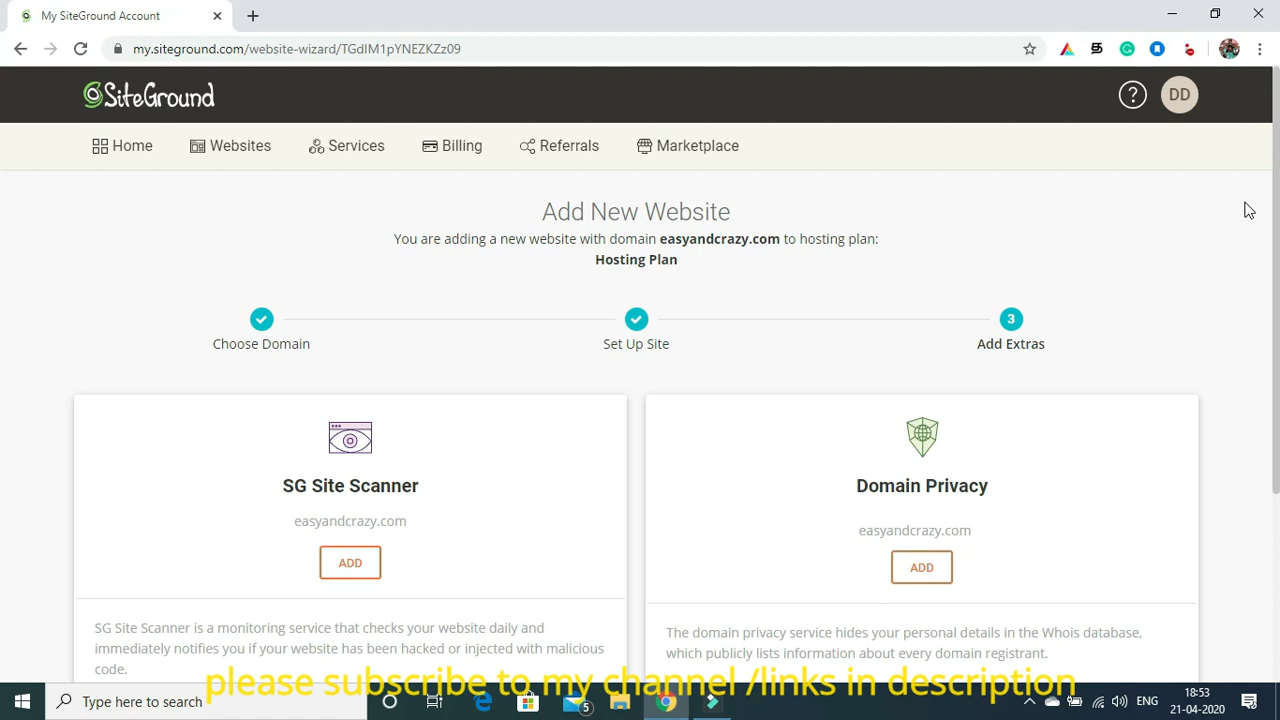 My SiteGround Account
my.siteground.com/website-wizard/TGdIM1pYNEZKZz09
SiteGround
? DD
Home Websites Services Billing Referrals Marketplace
Add New Website
You are adding a new website with domain easyandcrazy.com to hosting plan:
Hosting Plan
3
Choose Domain Set Up Site Add Extras
SG Site Scanner
easyandcrazy.com
ADD
SG Site Scanner is a monitoring service that checks your website daily and
immediately notifies you if your website has been hacked or injected with malicious
code.
Domain Privacy
easyandcrazy.com
ADD
The domain privacy service hides your personal details in the Whois database,
which publicly lists information about every domain registrant.
please subscribe to my channel /links in description
Type here to search
5
ENG
18:53
21-04-2020